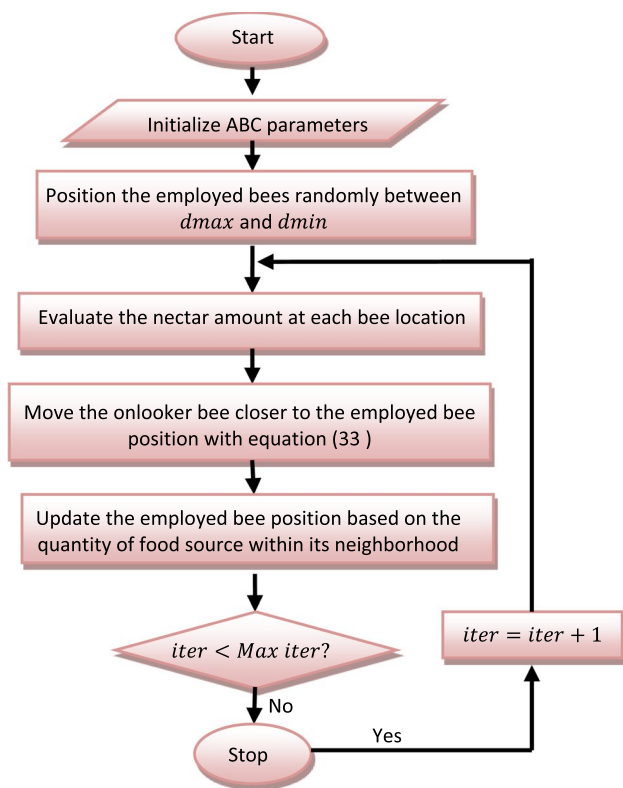 Start
Initialize ABC parameters
Position the employed bees randomly between
dmax and dmin
Evaluate the nectar amount at each bee location
Move the onlooker bee closer to the employed bee
position with equation (33 )
Update the employed bee position based on the
quantity of food source within its neighborhood
iter < Max iter?
iter = iter + 1
No
Yes
Stop